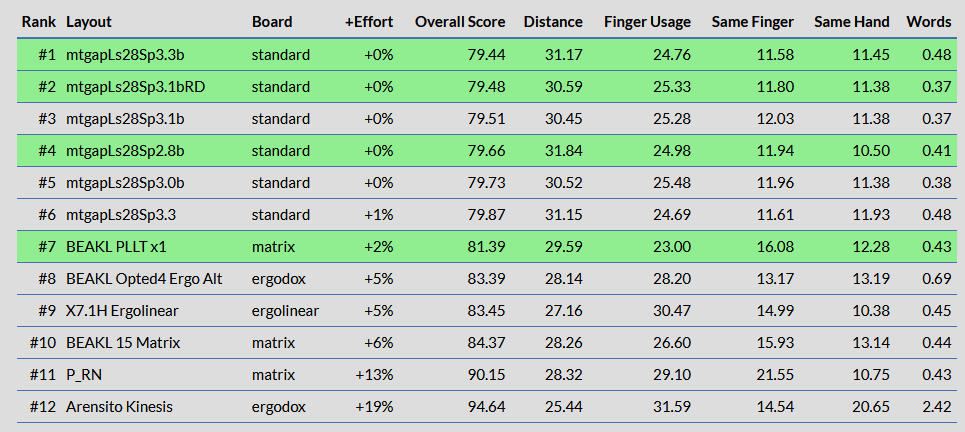 Rank Layout Board +Effort Overall Score Distance Finger Usage Same Finger Same Hand Words
#1 mtgapLs28Sp3.3b standard +0% 79.44 31.17 24.76 11.58 11.45 0.48
#2 mtgapLs28Sp3.1bRD standard +0% 79.48 30.59 25.33 11.80 11.38 0.37
#3 mtgapLs28Sp3.1b standard +0% 79.51 30.45 25.28 12.03 11.38 0.37
#4 mtgapLs28Sp2.8b standard +0% 79.66 31.84 24.98 11.94 10.50 0.41
#5 mtgapLs28Sp3.0b standard +0% 79.73 30.52 25.48 11.96 11.38 0.38
#6 mtgapLs28Sp3.3 standard +1% 79.87 31.15 24.69 11.61 11.93 0.48
#7 BEAKL PLLT x1 matrix +2% 81.39 29.59 23.00 16.08 12.28 0.43
#8 BEAKL Opted4 Ergo Alt ergodox +5% 83.39 28.14 28.20 13.17 13.19 0.69
#9 X7.1H Ergolinear ergolinear +5% 83.45 27.16 30.47 14.99 10.38 0.45
#10 BEAKL 15 Matrix matrix +6% 84.37 28.26 26.60 15.93 13.14 0.44
#11 P_RN matrix +13% 90.15 28.32 29.10 21.55 10.75 0.43
#12 Arensito Kinesis ergodox +19% 94.64 25.44 31.59 14.54 20.65 2.42